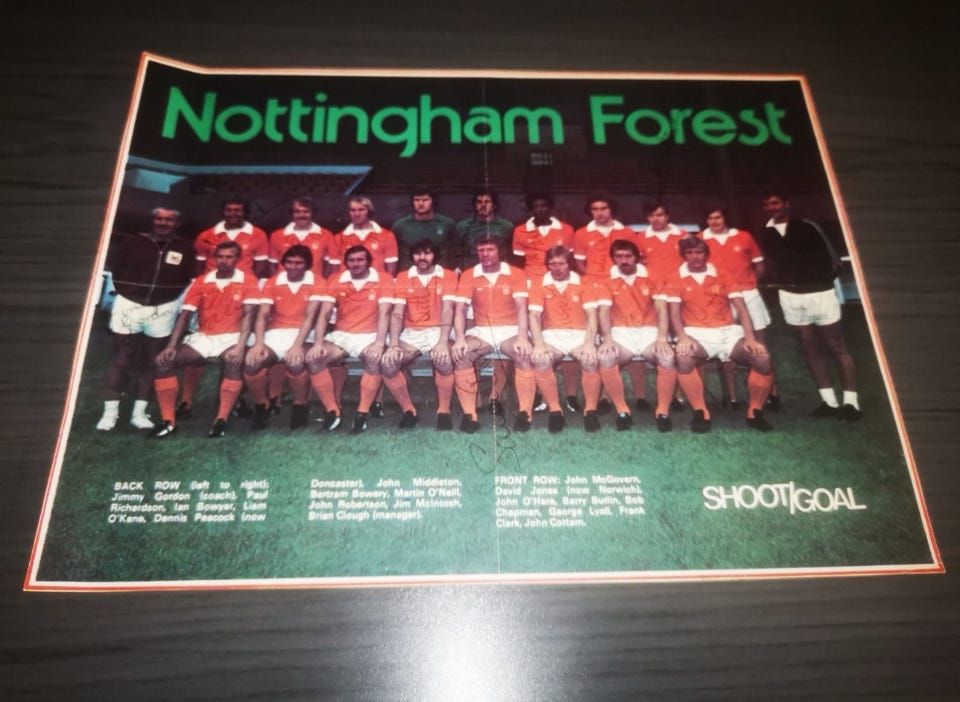 Nottingham Forest
BACK ROW (left to right):
Jimmy Gordon (coach), Paul
Richardson, Ian Bowyer, Liam
O'Kane, Dennis Peacock (now
Doncaster), John Middleton,
Bertram Bowery, Martin O'Neill,
John Robertson, Jim McIntosh,
Brian Clough (manager).
FRONT ROW: John McGovern,
David Jones (now Norwich),
John O'Hare, Barry Butlin, Bob
Chapman, George Lyall, Frank
Clark, John Cottam.
SHOOT/GOAL